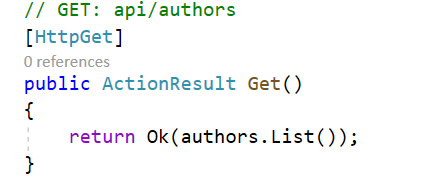 // GET: api/authors
[HttpGet]
0 references
public ActionResult Get()
{
return Ok(authors.List());
}